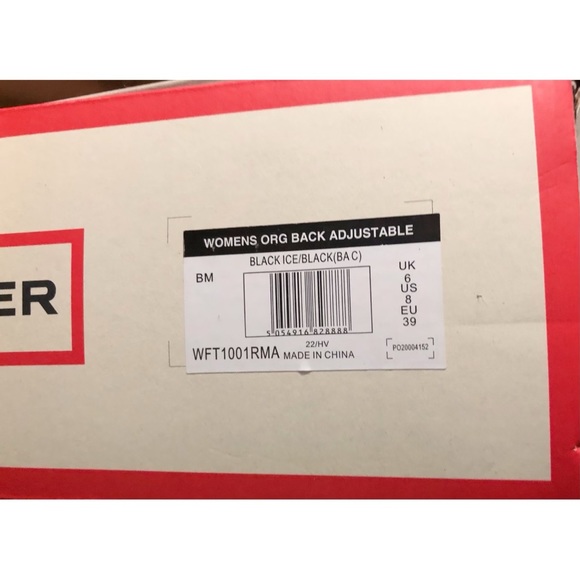 ER
WOMENS ORG BACK ADJUSTABLE
BLACK ICE/BLACK(BA C)
BM
UK
6
US
8
EU
39
5 054916 828888
22/HV
WFT1001RMA MADE IN CHINA
PO20004152